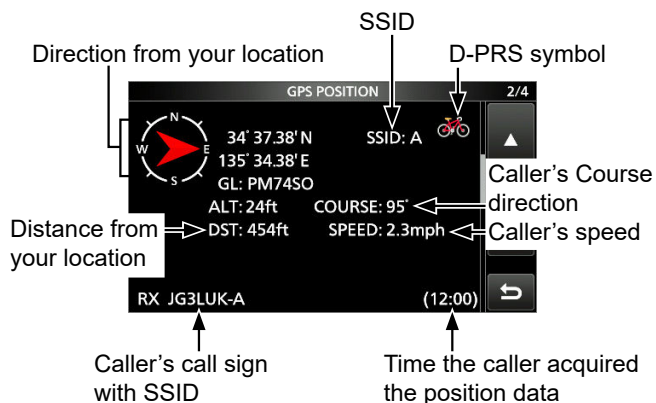 SSID
Direction from your location
D-PRS symbol
GPS POSITION 2/4
N
W E
S
34° 37.38' N SSID: A
135° 34.38' E
GL: PM74SO
ALT: 24ft COURSE: 95°
DST: 454ft SPEED: 2.3mph
Caller's Course
direction
Caller's speed
Distance from
your location
RX JG3LUK-A (12:00)
Caller's call sign
with SSID
Time the caller acquired
the position data